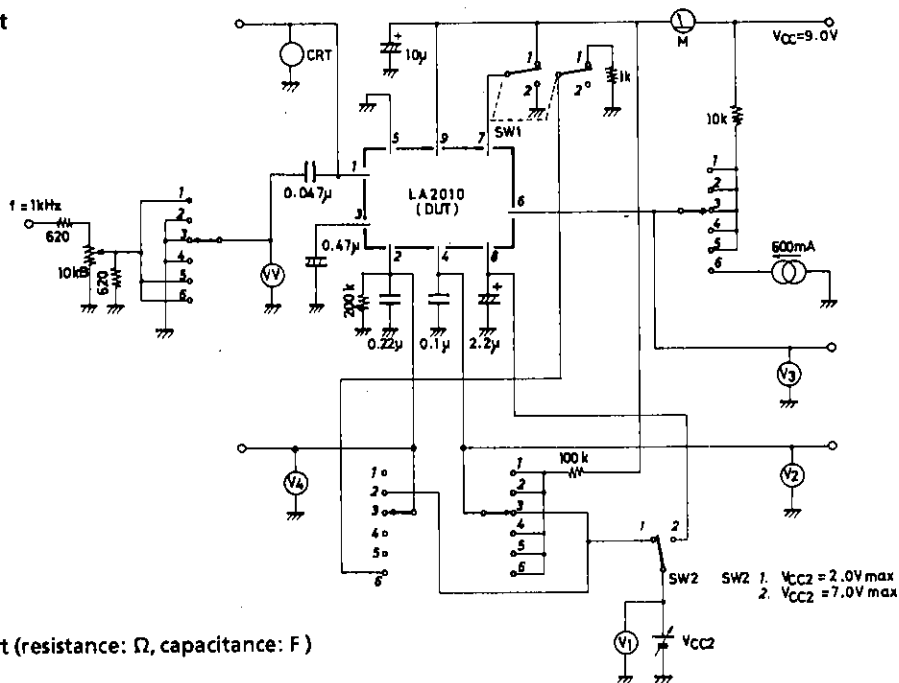 t
CRT
10µ
+
M
VCC=9.0V
1
2
1
2
1k
SW1
10k
5
9
7
1
0.047µ
LA2010
(DUT)
3
6
0.47µ
2
4
8
f=1kHz
620
10kB
620
1
2
3
4
5
6
VV
200k
0.22µ
0.1µ
+
2.2µ
1
2
3
4
5
6
600mA
V3
V4
V2
1
2
3
4
5
6
1
2
3
4
5
6
100k
1
2
SW2
SW2 1. VCC2=2.0V max
2. VCC2=7.0V max
V1
VCC2
rt (resistance: Ω, capacitance: F)